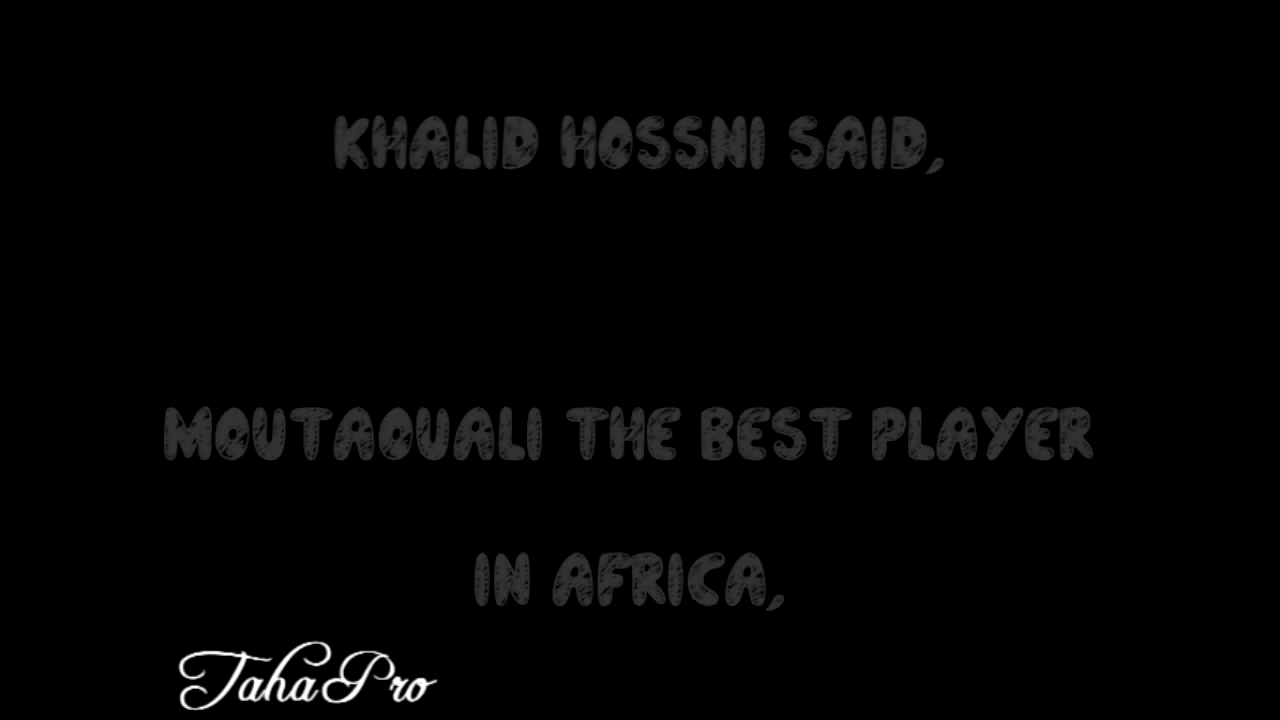 KHALID HOSSNI SAID,
MOUTAOUALI THE BEST PLAYER
IN AFRICA,
TahaPro